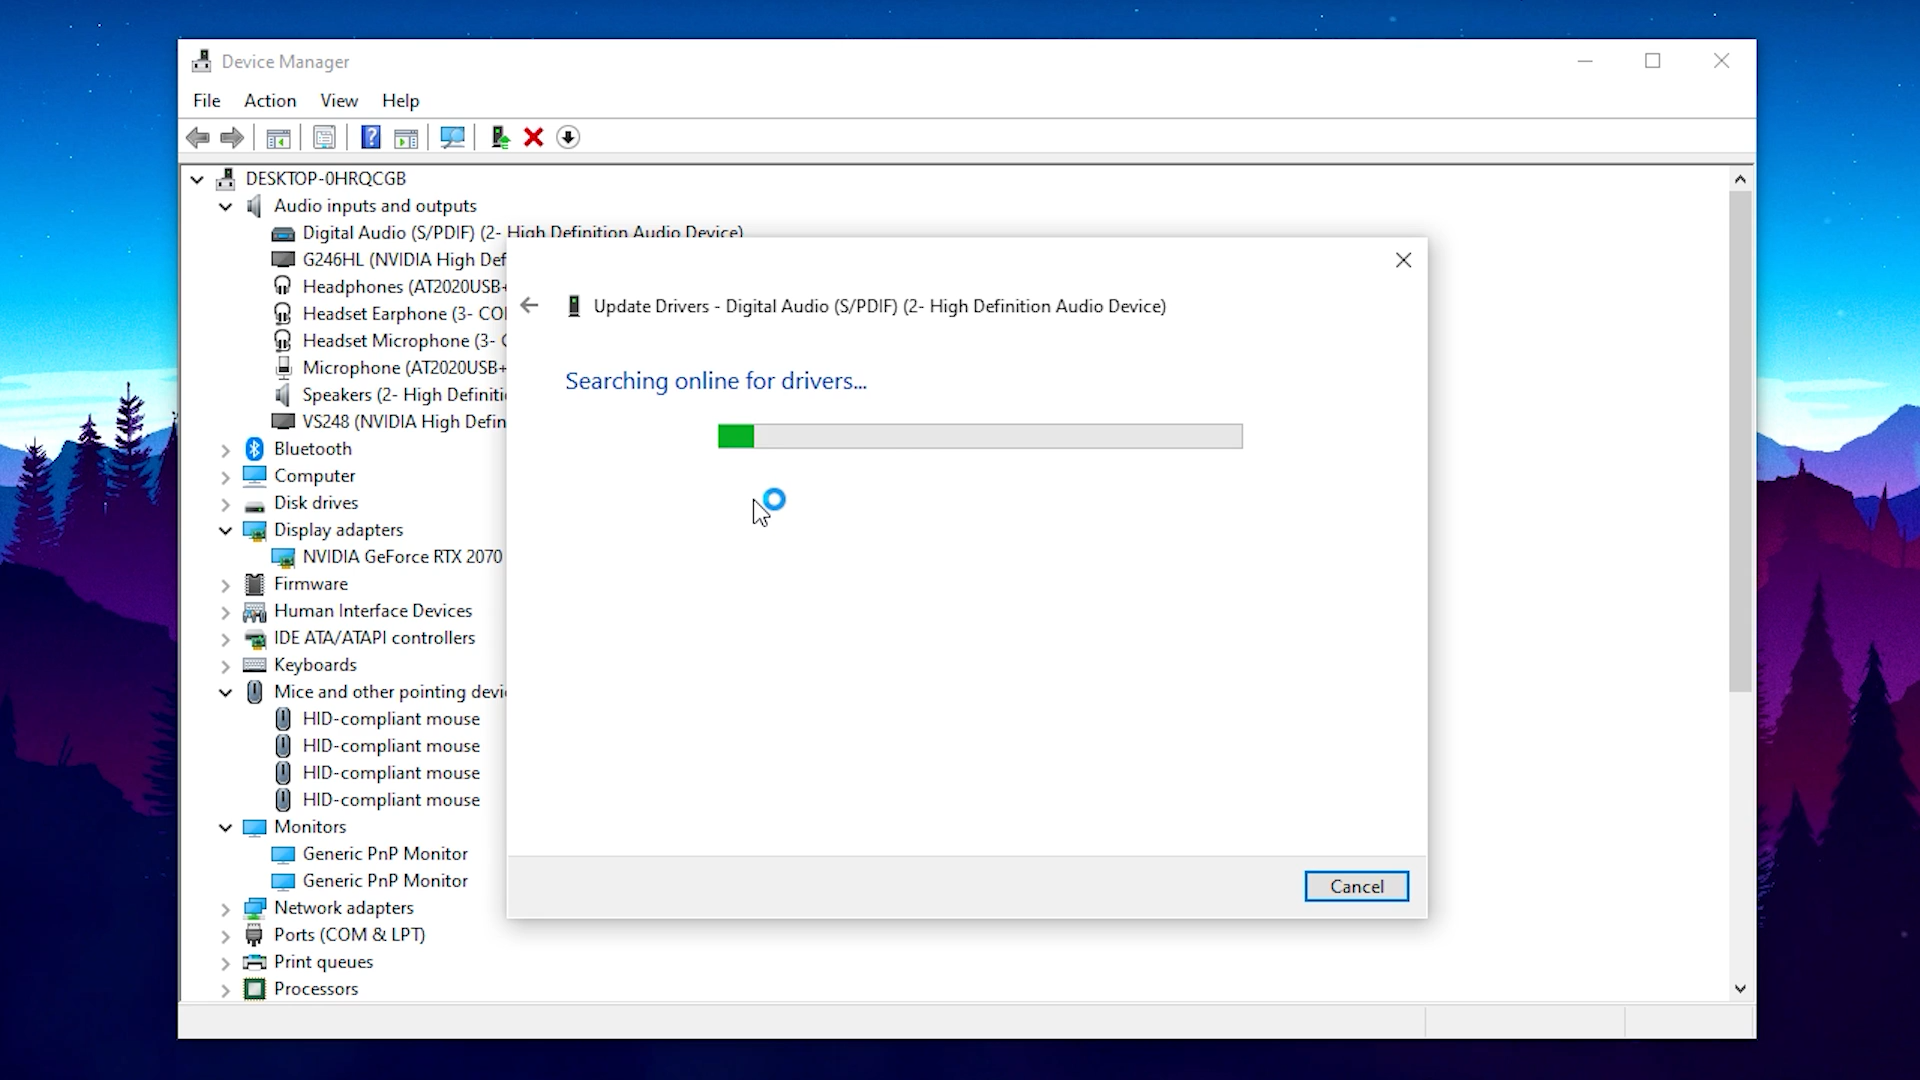 Device Manager
File Action View Help
DESKTOP-0HRQCGB
Audio inputs and outputs
Digital Audio (S/PDIF) (2- High Definition Audio Device)
G246HL (NVIDIA High Def
Headphones (AT2020USB+
Headset Earphone (3- CO
Headset Microphone (3-
Microphone (AT2020USB+
Speakers (2- High Definiti
VS248 (NVIDIA High Defin
Bluetooth
Computer
Disk drives
Display adapters
NVIDIA GeForce RTX 2070
Firmware
Human Interface Devices
IDE ATA/ATAPI controllers
Keyboards
Mice and other pointing devi
HID-compliant mouse
HID-compliant mouse
HID-compliant mouse
HID-compliant mouse
Monitors
Generic PnP Monitor
Generic PnP Monitor
Network adapters
Ports (COM & LPT)
Print queues
Processors
Update Drivers - Digital Audio (S/PDIF) (2- High Definition Audio Device)
Searching online for drivers...
Cancel